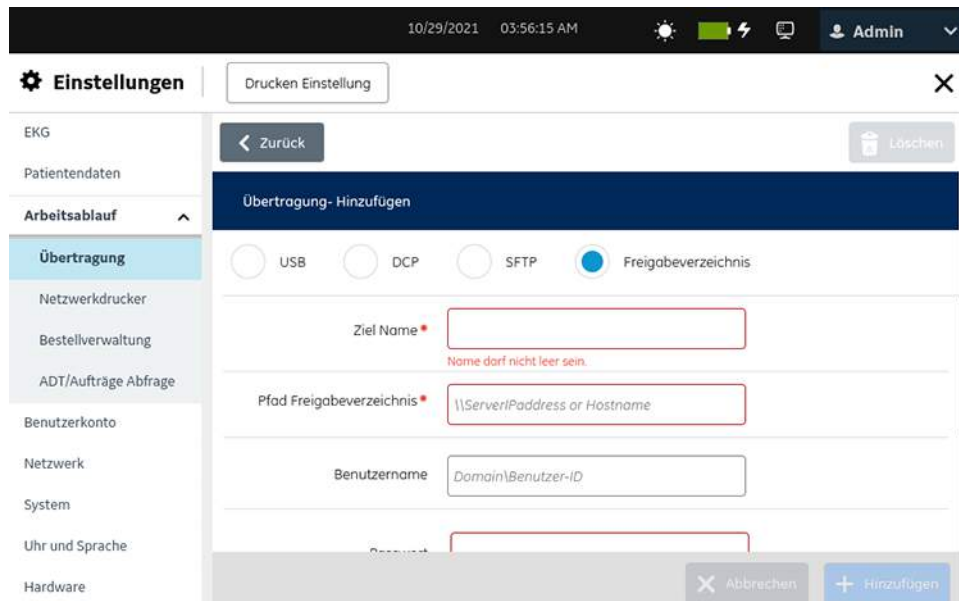 10/29/2021 03:56:15 AM Admin
Einstellungen Drucken Einstellung
EKG
Patientendaten
Arbeitsablauf
Übertragung
Netzwerkdrucker
Bestellverwaltung
ADT/Aufträge Abfrage
Benutzerkonto
Netzwerk
System
Uhr und Sprache
Hardware
Zurück Löschen
Übertragung- Hinzufügen
USB DCP SFTP Freigabeverzeichnis
Ziel Name*
Name darf nicht leer sein.
Pfad Freigabeverzeichnis* \\ServerIPaddress or Hostname
Benutzername Domain\Benutzer-ID
Passwort
Abbrechen Hinzufügen